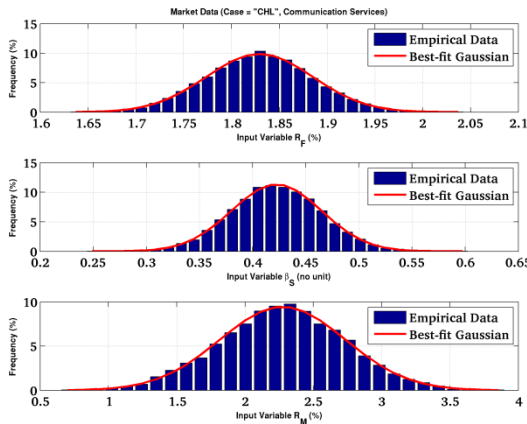 Market Data (Case = "CHL", Communication Services)
Frequency (%)
15
10
5
0
Empirical Data
Best-fit Gaussian
1.6 1.65 1.7 1.75 1.8 1.85 1.9 1.95 2 2.05 2.1
Input Variable R_F (%)
Frequency (%)
15
10
5
0
Empirical Data
Best-fit Gaussian
0.2 0.25 0.3 0.35 0.4 0.45 0.5 0.55 0.6 0.65
Input Variable β_S (no unit)
Frequency (%)
10
5
0
Empirical Data
Best-fit Gaussian
0.5 1 1.5 2 2.5 3 3.5 4
Input Variable R_M (%)